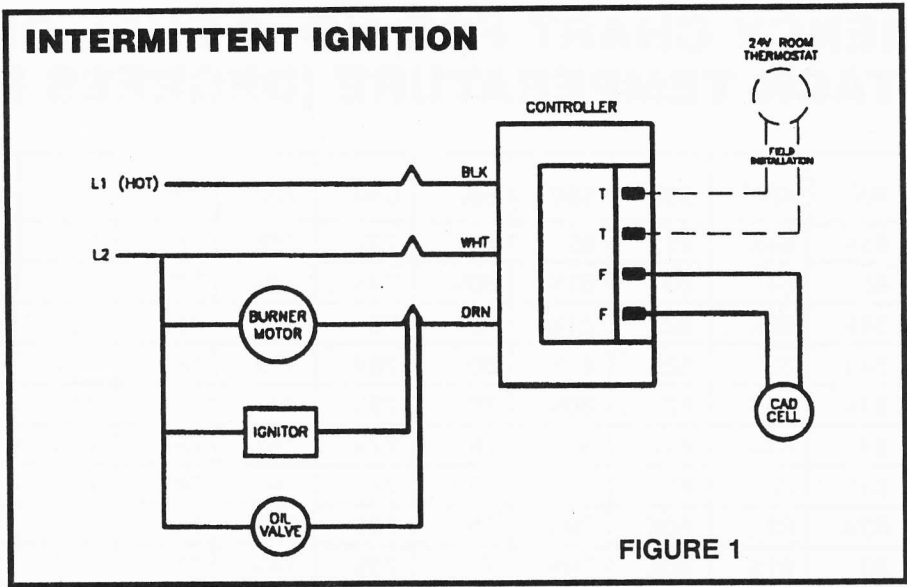 INTERMITTENT IGNITION
24V ROOM
THERMOSTAT
CONTROLLER
FIELD
INSTALLATION
L1 (HOT)
BLK
T
L2
WHT
T
F
BURNER
MOTOR
ORN
F
IGNITOR
CAD
CELL
OIL
VALVE
FIGURE 1